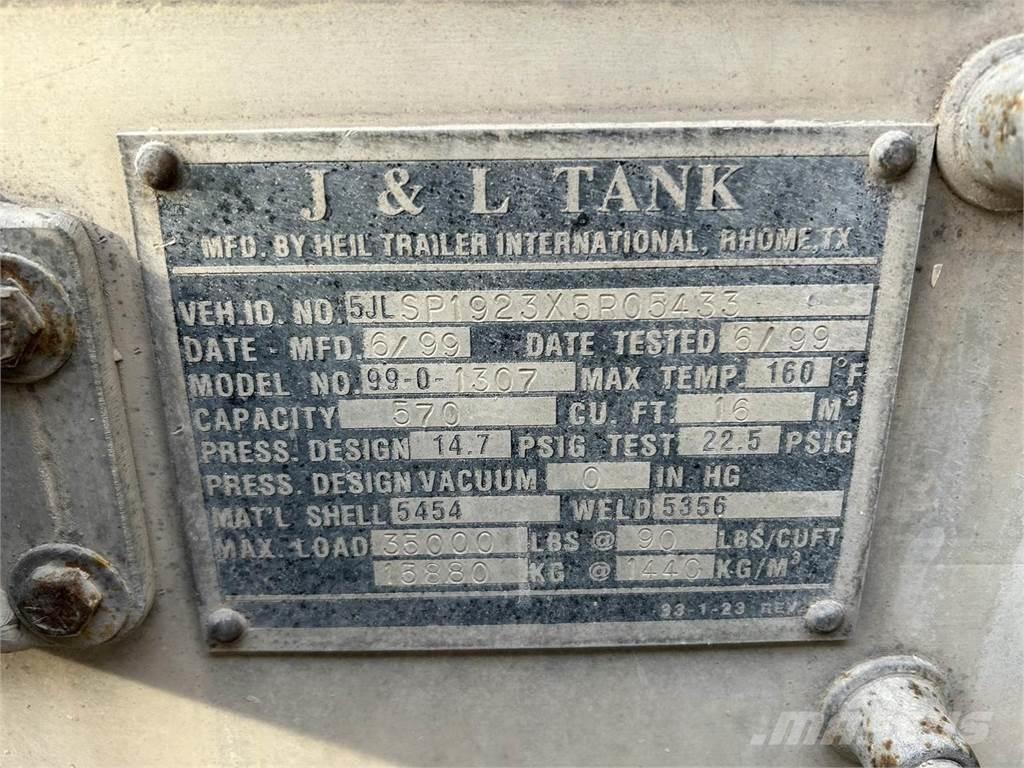 J & L TANK
MFD. BY HEIL TRAILER INTERNATIONAL, RHOME, TX
VEH. ID. NO. 5JLSP1923X5P05433
DATE - MFD. 6/99 DATE TESTED 6/99
MODEL NO. 99-0-1307 MAX TEMP. 160 °F
CAPACITY 570 CU. FT. 16 M³
PRESS. DESIGN 14.7 PSIG TEST 22.5 PSIG
PRESS. DESIGN VACUUM 0 IN HG
MAT'L SHELL 5454 WELD 5356
MAX. LOAD 35000 LBS @ 90 LBS/CUFT
15880 KG @ 1440 KG/M³
93-1-23 REV.
MASCUS